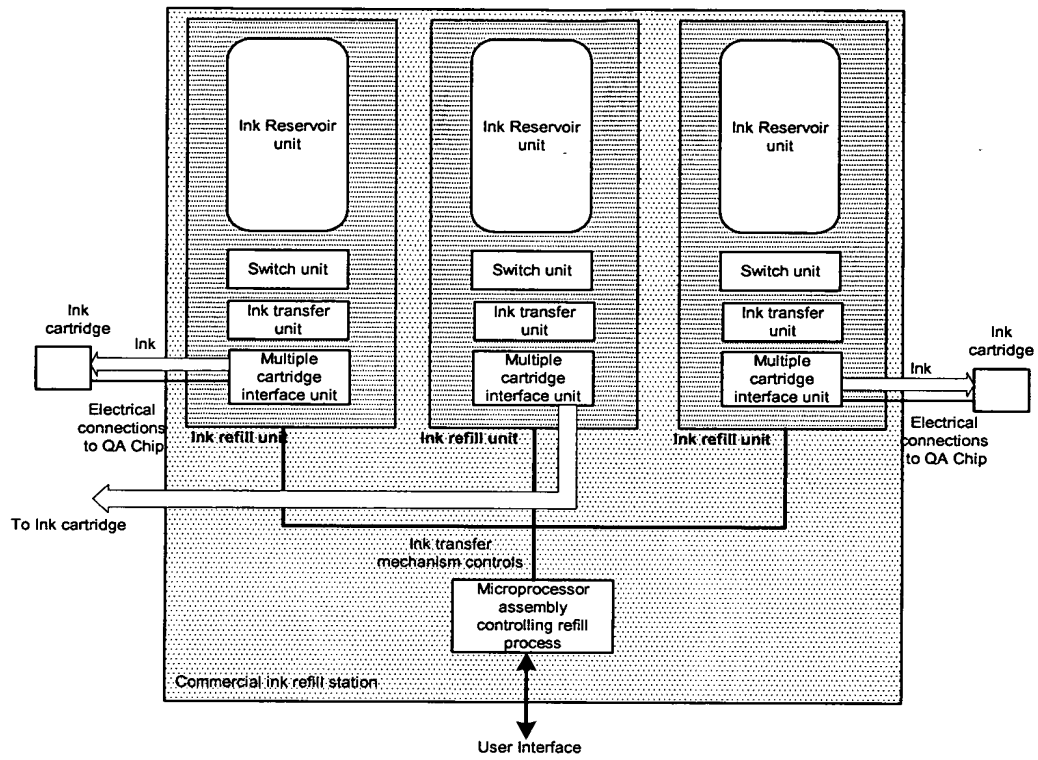 Ink Reservoir
unit
Ink Reservoir
unit
Ink Reservoir
unit
Switch unit
Switch unit
Switch unit
Ink transfer
unit
Ink transfer
unit
Ink transfer
unit
Ink
cartridge
Ink
Multiple
cartridge
interface unit
Multiple
cartridge
interface unit
Multiple
cartridge
interface unit
Ink
Ink
cartridge
Electrical
connections
to QA Chip
Ink refill unit
Ink refill unit
Ink refill unit
Electrical
connections
to QA Chip
To Ink cartridge
Ink transfer
mechanism controls
Microprocessor
assembly
controlling refill
process
Commercial ink refill station
User Interface